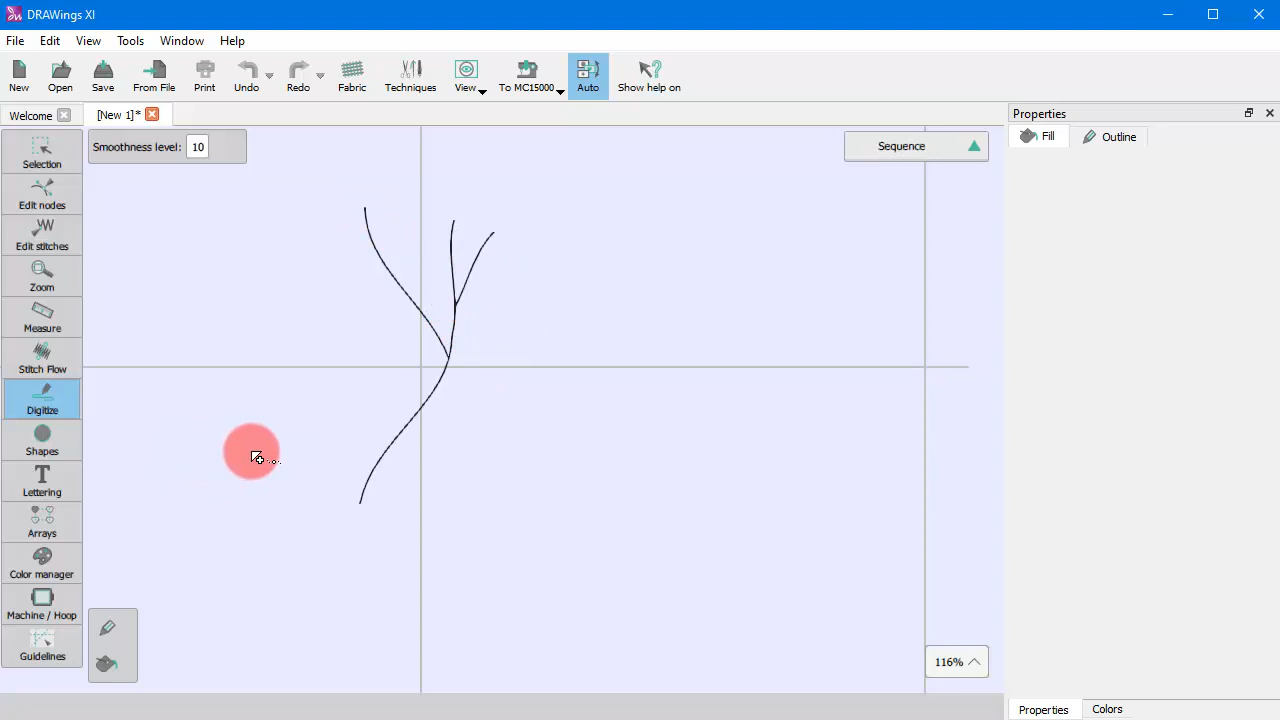 DRAWings XI
File Edit View Tools Window Help
New Open Save From File Print Undo Redo Fabric Techniques View To MC15000 Auto Show help on
Welcome [New 1]* Properties
Fill Outline
Smoothness level: 10 Sequence
Selection
Edit nodes
Edit stitches
Zoom
Measure
Stitch Flow
Digitize
Shapes
Lettering
Arrays
Color manager
Machine / Hoop
Guidelines
116%
Properties Colors